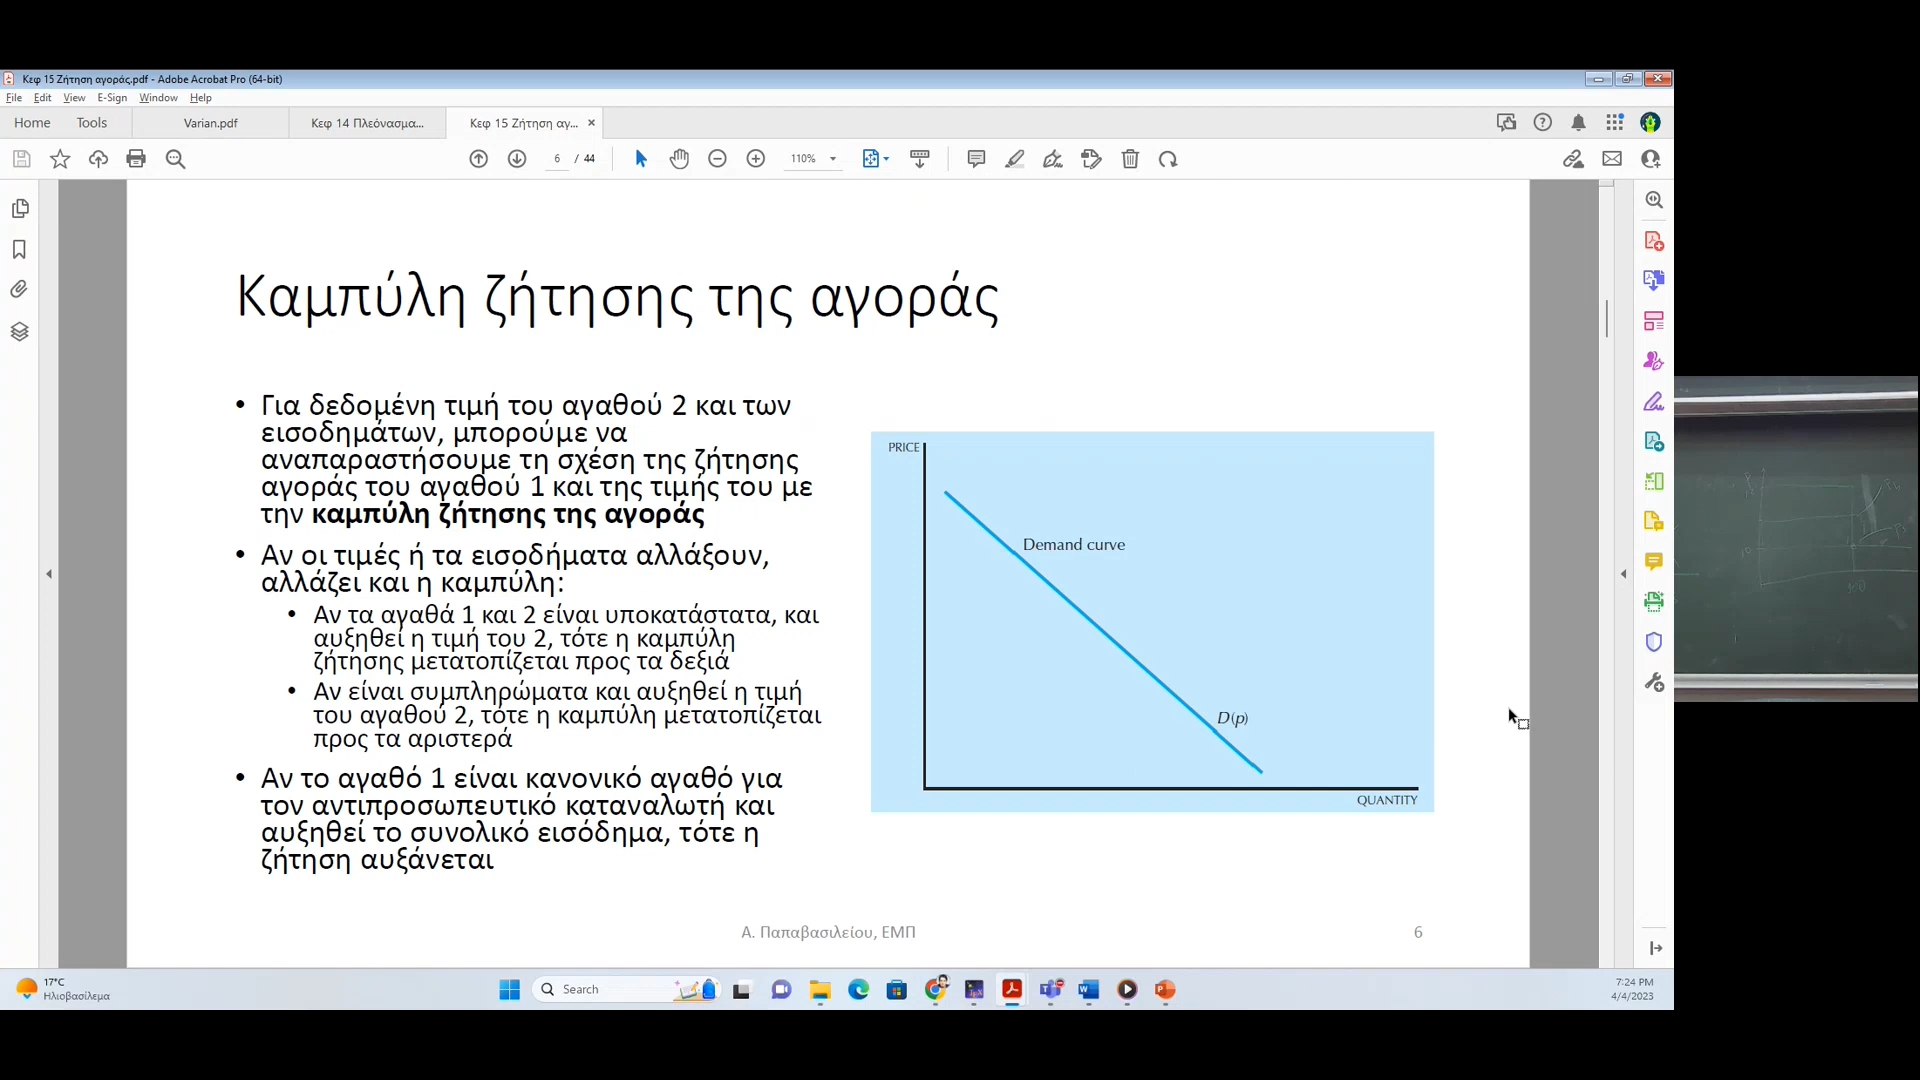 Κεφ 15 Ζήτηση αγοράς.pdf - Adobe Acrobat Pro (64-bit)
File Edit View E-Sign Window Help
Home Tools Varian.pdf Κεφ 14 Πλεόνασμα... Κεφ 15 Ζήτηση αγ... ×
6 / 44 110%
Καμπύλη ζήτησης της αγοράς
• Για δεδομένη τιμή του αγαθού 2 και των
εισοδημάτων, μπορούμε να
αναπαραστήσουμε τη σχέση της ζήτησης
αγοράς του αγαθού 1 και της τιμής του με
την καμπύλη ζήτησης της αγοράς
• Αν οι τιμές ή τα εισοδήματα αλλάξουν,
αλλάζει και η καμπύλη:
• Αν τα αγαθά 1 και 2 είναι υποκατάστατα, και
αυξηθεί η τιμή του 2, τότε η καμπύλη
ζήτησης μετατοπίζεται προς τα δεξιά
• Αν είναι συμπληρώματα και αυξηθεί η τιμή
του αγαθού 2, τότε η καμπύλη μετατοπίζεται
προς τα αριστερά
• Αν το αγαθό 1 είναι κανονικό αγαθό για
τον αντιπροσωπευτικό καταναλωτή και
αυξηθεί το συνολικό εισόδημα, τότε η
ζήτηση αυξάνεται
PRICE
Demand curve
D(p)
QUANTITY
Α. Παπαβασιλείου, ΕΜΠ 6
17°C
Ηλιοβασίλεμα
Search
7:24 PM
4/4/2023